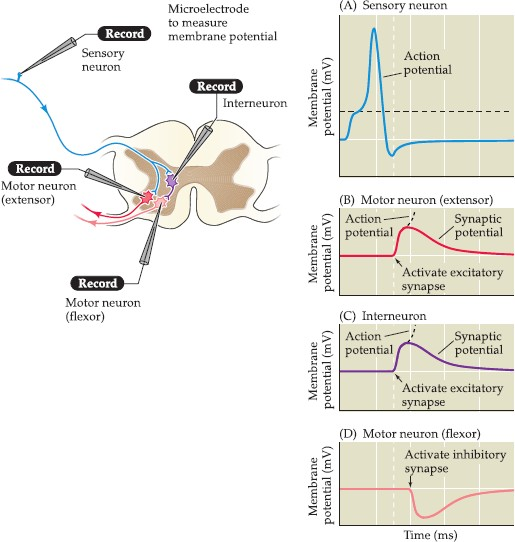 Microelectrode
to measure
membrane potential
Record
Sensory
neuron
Record
Interneuron
Record
Motor neuron
(extensor)
Record
Motor neuron
(flexor)
(A) Sensory neuron
Membrane
potential (mV)
Action
potential
(B) Motor neuron (extensor)
Membrane
potential (mV)
Action
potential
Synaptic
potential
Activate excitatory
synapse
(C) Interneuron
Membrane
potential (mV)
Action
potential
Synaptic
potential
Activate excitatory
synapse
(D) Motor neuron (flexor)
Membrane
potential (mV)
Activate inhibitory
synapse
Time (ms)